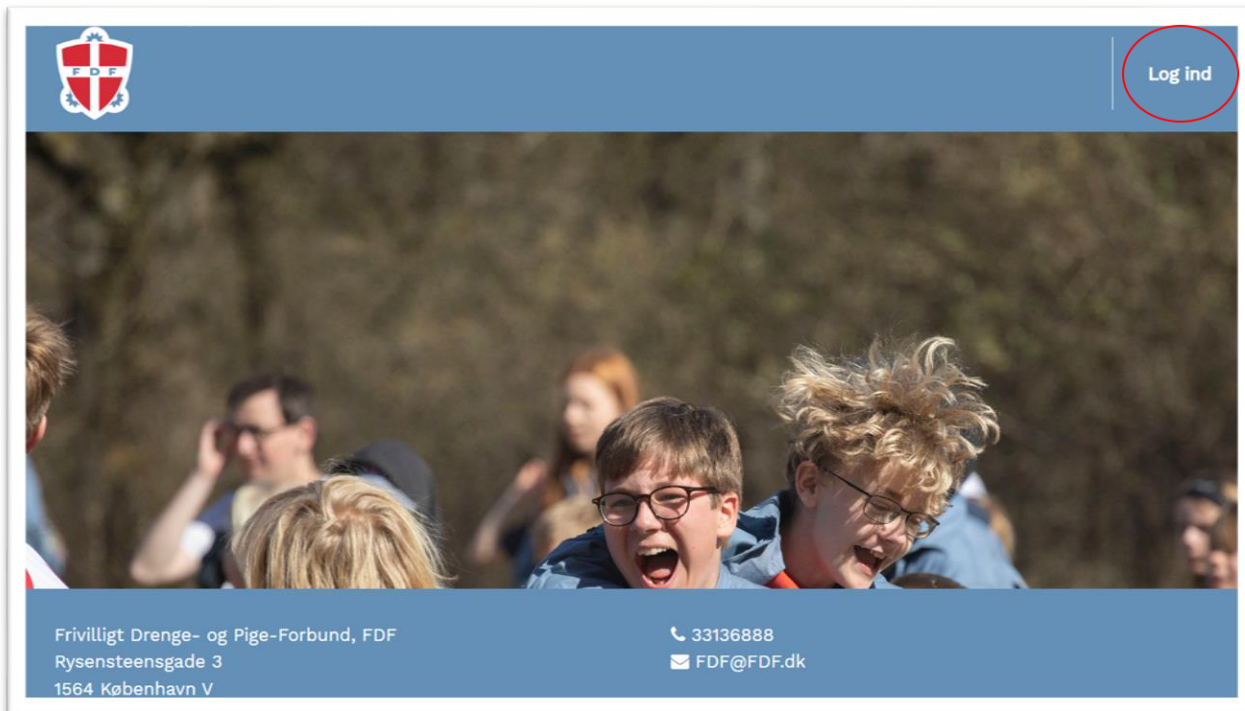 FDF
Log ind
Frivilligt Drenge- og Pige-Forbund, FDF
Rysensteensgade 3
1564 København V
33136888
FDF@FDF.dk